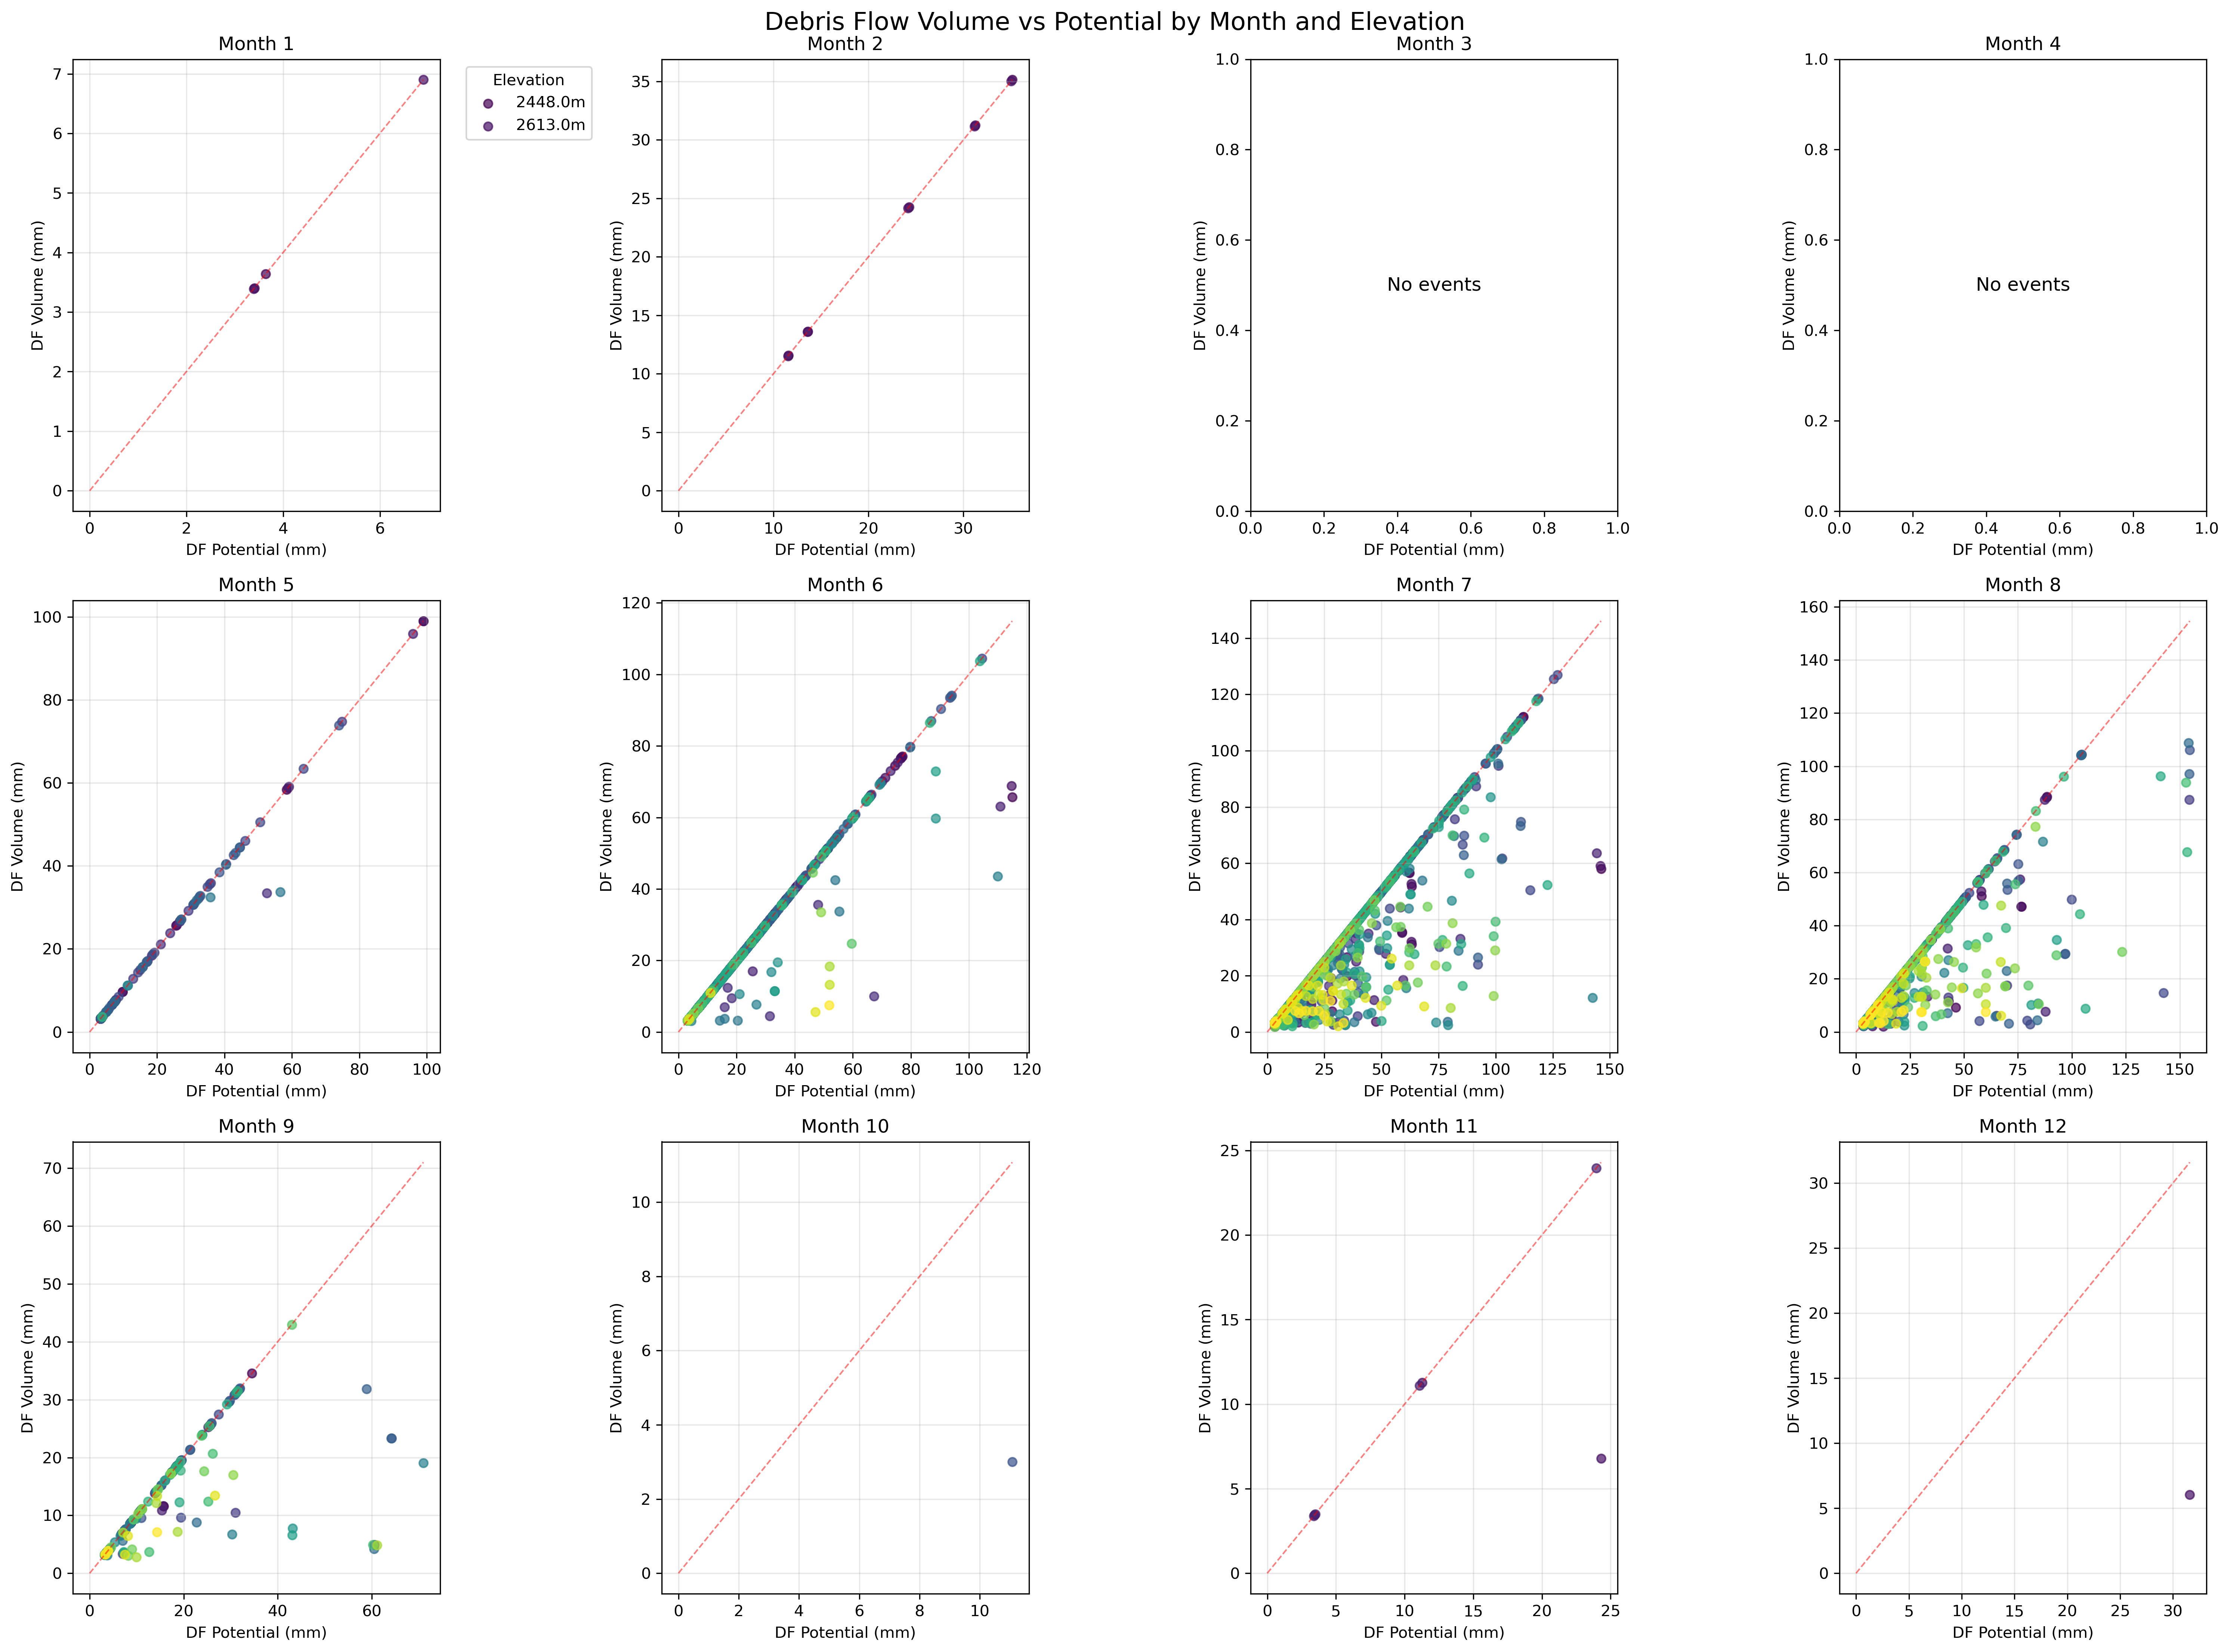 Debris Flow Volume vs Potential by Month and Elevation
Month 1
DF Volume (mm)
7
6
5
4
3
2
1
0
0 2 4 6
DF Potential (mm)
Elevation
2448.0m
2613.0m
Month 2
DF Volume (mm)
35
30
25
20
15
10
5
0
0 10 20 30
DF Potential (mm)
Month 3
DF Volume (mm)
1.0
0.8
0.6
0.4
0.2
0.0
No events
0.0 0.2 0.4 0.6 0.8 1.0
DF Potential (mm)
Month 4
DF Volume (mm)
1.0
0.8
0.6
0.4
0.2
0.0
No events
0.0 0.2 0.4 0.6 0.8 1.0
DF Potential (mm)
Month 5
DF Volume (mm)
100
80
60
40
20
0
0 20 40 60 80 100
DF Potential (mm)
Month 6
DF Volume (mm)
120
100
80
60
40
20
0
0 20 40 60 80 100 120
DF Potential (mm)
Month 7
DF Volume (mm)
140
120
100
80
60
40
20
0
0 25 50 75 100 125 150
DF Potential (mm)
Month 8
DF Volume (mm)
160
140
120
100
80
60
40
20
0
0 25 50 75 100 125 150
DF Potential (mm)
Month 9
DF Volume (mm)
70
60
50
40
30
20
10
0
0 20 40 60
DF Potential (mm)
Month 10
DF Volume (mm)
10
8
6
4
2
0
0 2 4 6 8 10
DF Potential (mm)
Month 11
DF Volume (mm)
25
20
15
10
5
0
0 5 10 15 20 25
DF Potential (mm)
Month 12
DF Volume (mm)
30
25
20
15
10
5
0
0 5 10 15 20 25 30
DF Potential (mm)